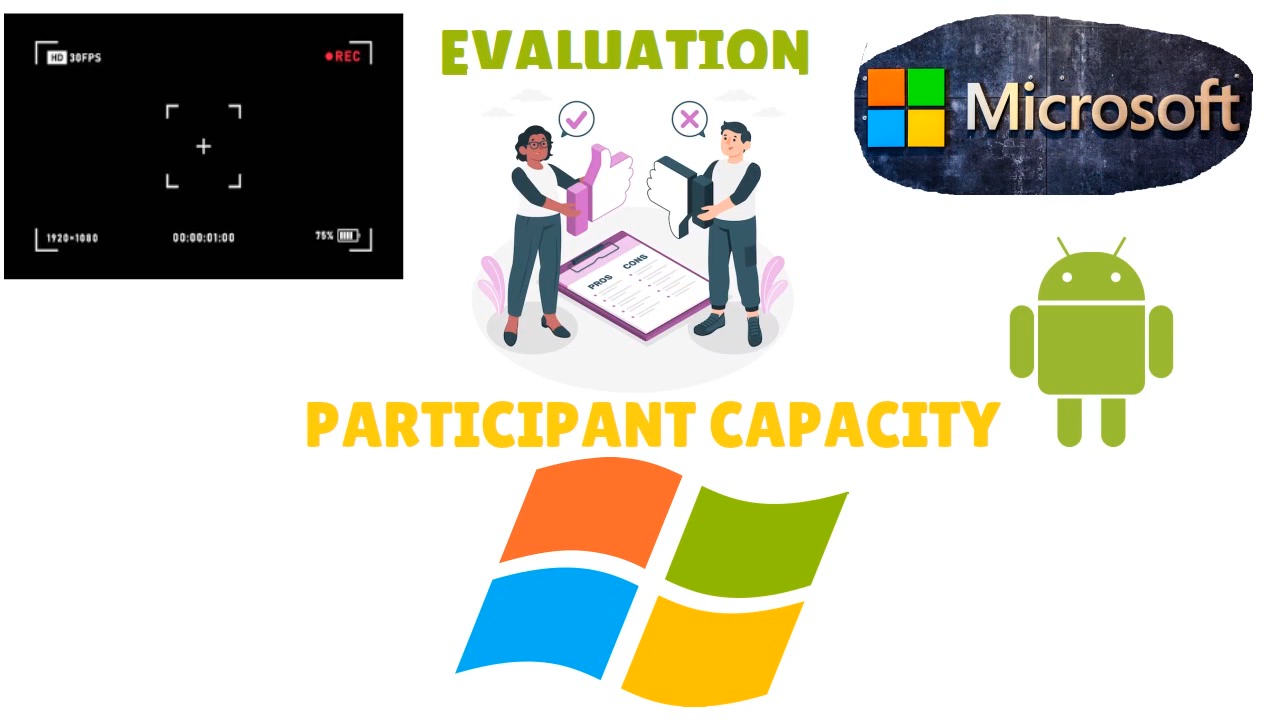 HD 30FPS
REC
1920×1080
00:00:01:00
75%
EVALUATION
PROS
CONS
Microsoft
PARTICIPANT CAPACITY